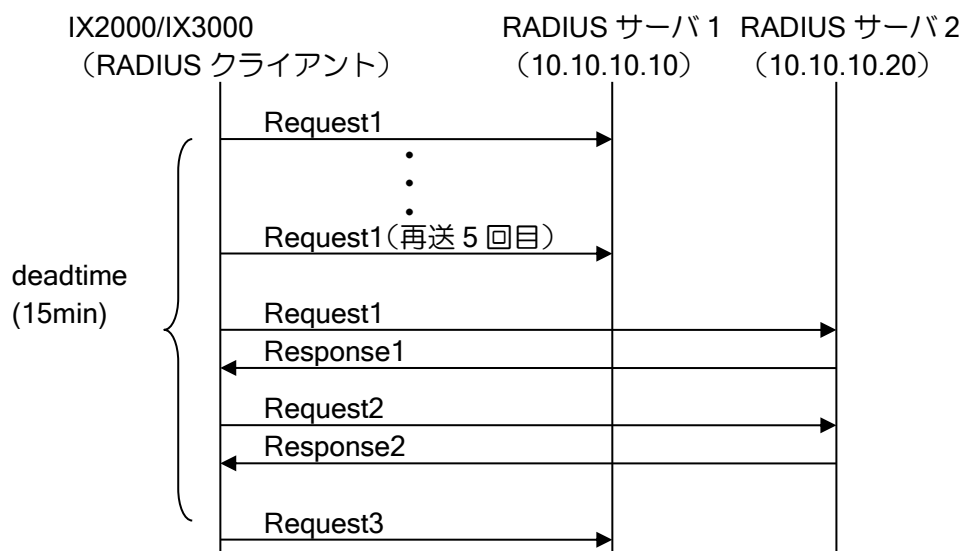 IX2000/IX3000
（RADIUS クライアント）
RADIUS サーバ 1
（10.10.10.10）
RADIUS サーバ 2
（10.10.10.20）
Request1
・
・
・
Request1（再送 5 回目）
deadtime
(15min)
Request1
Response1
Request2
Response2
Request3